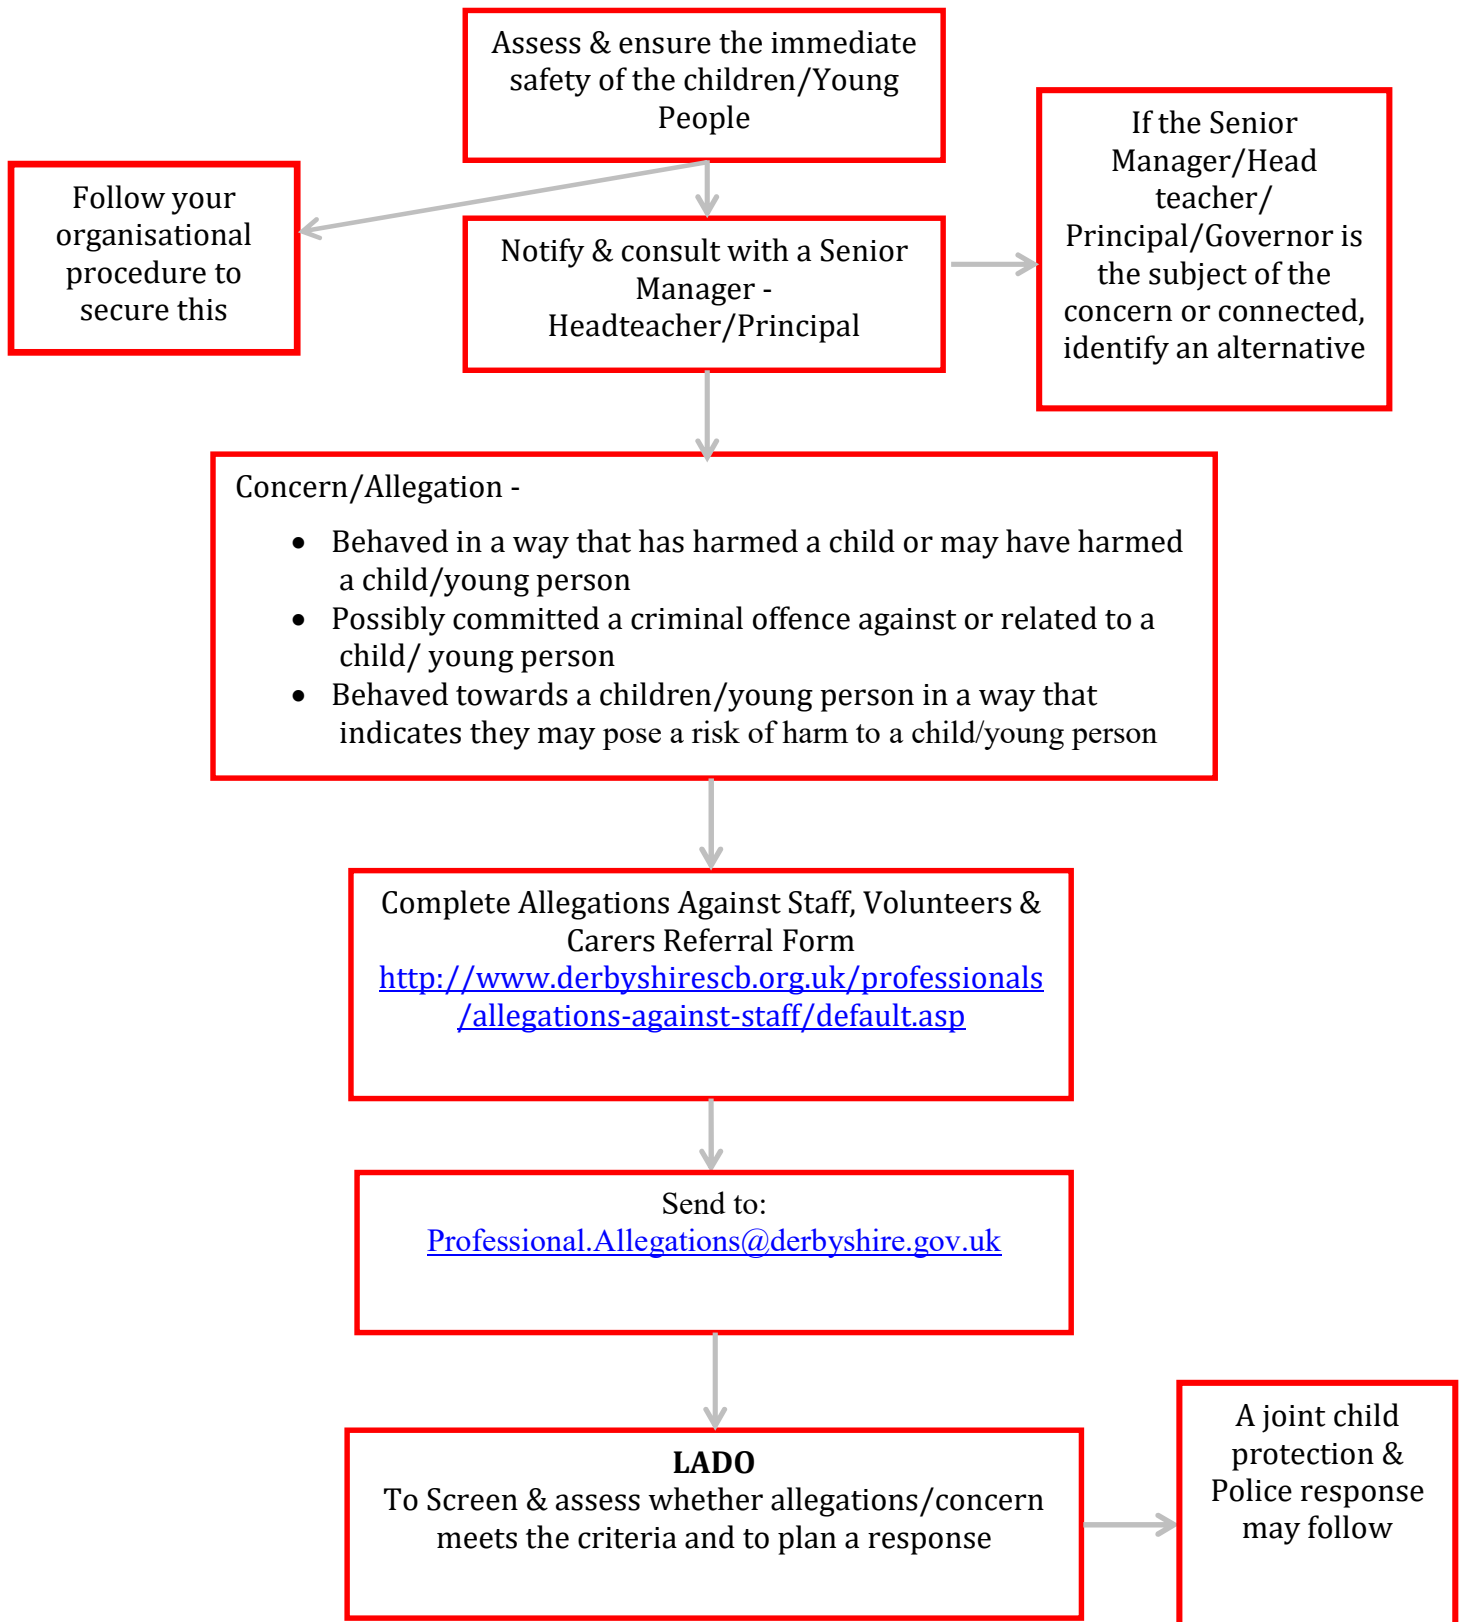 Assess & ensure the immediate
safety of the children/Young
People
If the Senior
Manager/Head
teacher/
Principal/Governor is
the subject of the
concern or connected,
identify an alternative
Follow your
organisational
procedure to
secure this
Notify & consult with a Senior
Manager -
Headteacher/Principal
Concern/Allegation -
• Behaved in a way that has harmed a child or may have harmed
a child/young person
• Possibly committed a criminal offence against or related to a
child/ young person
• Behaved towards a children/young person in a way that
indicates they may pose a risk of harm to a child/young person
Complete Allegations Against Staff, Volunteers &
Carers Referral Form
http://www.derbyshirescb.org.uk/professionals
/allegations-against-staff/default.asp
Send to:
Professional.Allegations@derbyshire.gov.uk
LADO
To Screen & assess whether allegations/concern
meets the criteria and to plan a response
A joint child
protection &
Police response
may follow